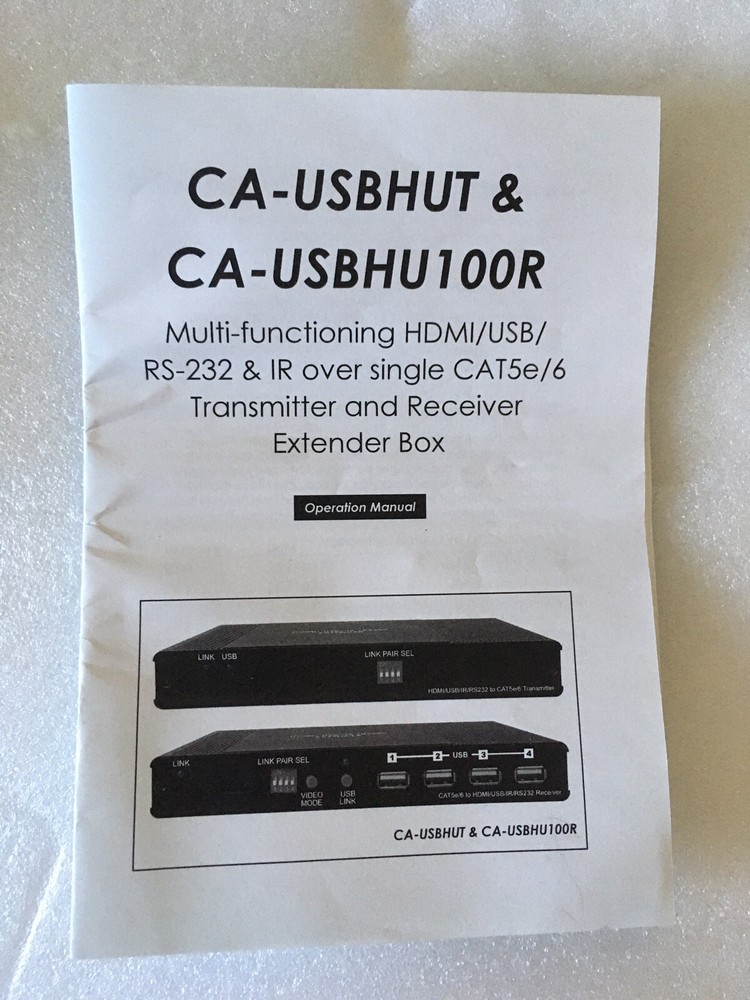 CA-USBHUT &
CA-USBHU100R
Multi-functioning HDMI/USB/
RS-232 & IR over single CAT5e/6
Transmitter and Receiver
Extender Box
Operation Manual
LINK USB
LINK PAIR SEL
HDMI/USB/IR/RS232 to CAT5e/6 Transmitter
LINK
LINK PAIR SEL
VIDEO MODE
USB LINK
1 2 USB 3 4
CAT5e/6 to HDMI/USB/IR/RS232 Receiver
CA-USBHUT & CA-USBHU100R